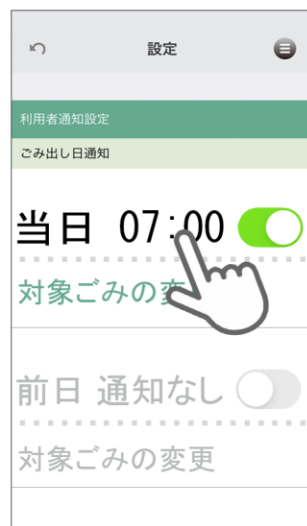 設定
利用者通知設定
ごみ出し日通知
当日 07:00
対象ごみの変
前日 通知なし
対象ごみの変更